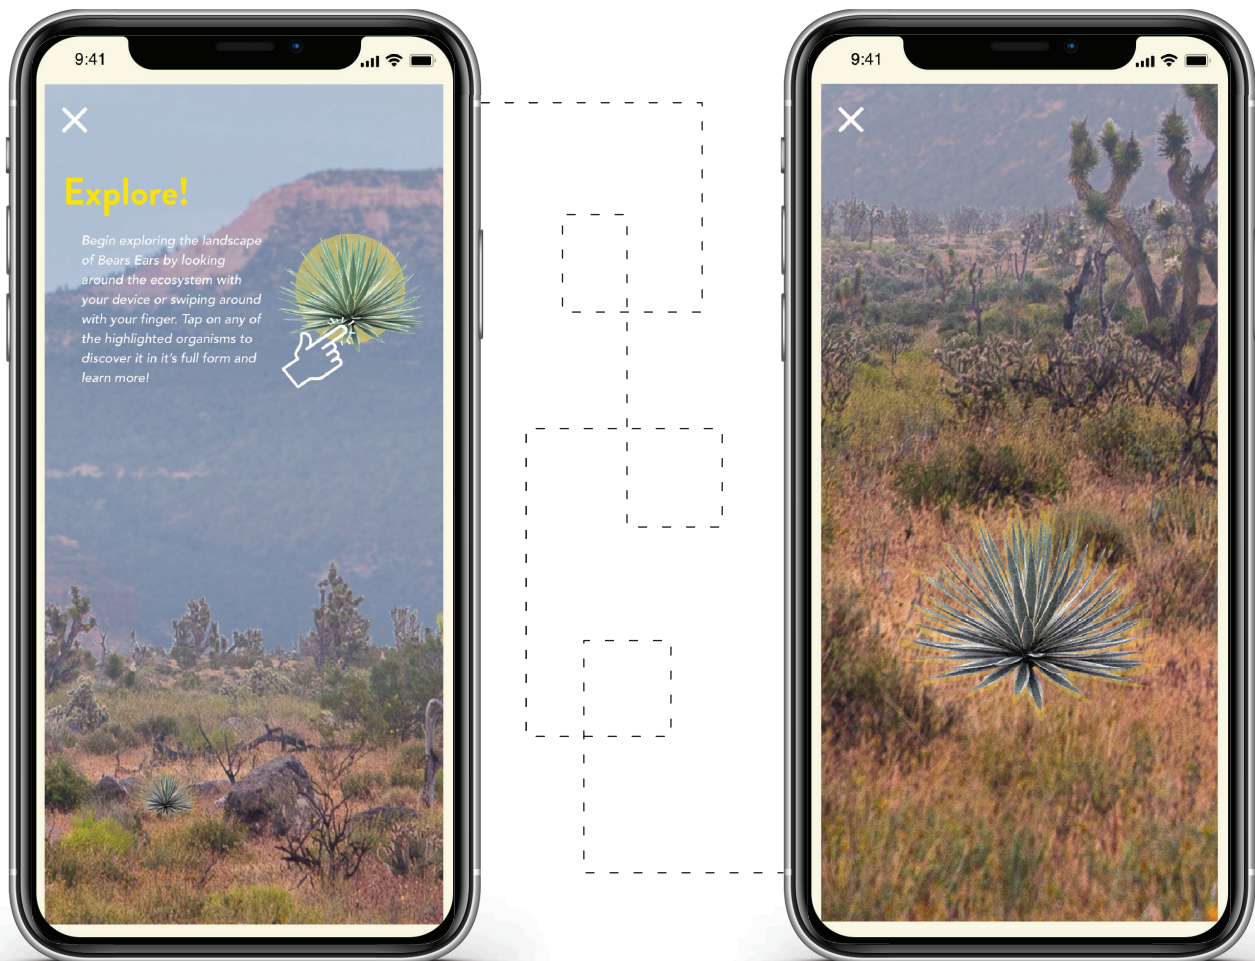 9:41
Explore!
Begin exploring the landscape
of Bears Ears by looking
around the ecosystem with
your device or swiping around
with your finger. Tap on any of
the highlighted organisms to
discover it in it's full form and
learn more!
9:41